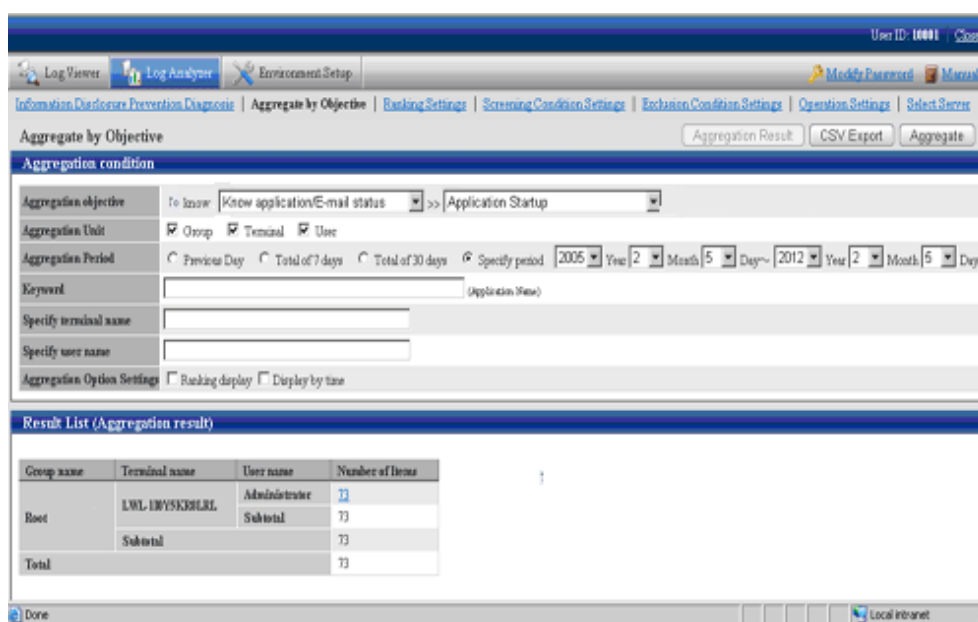 User ID: 10001 | Close
Log Viewer Log Analyzer Environment Setup Modify Password Manual
Information Disclosure Prevention Diagnosis | Aggregate by Objective | Ranking Settings | Screening Condition Settings | Exclusion Condition Settings | Operation Settings | Select Server
Aggregate by Objective Aggregation Result CSV Export Aggregate
Aggregation condition
Aggregation objective To know Know application/E-mail status >> Application Startup
Aggregation Unit Group Terminal User
Aggregation Period Previous Day Total of 7 days Total of 30 days Specify period 2005 Year 2 Month 5 Day~ 2012 Year 2 Month 5 Day
Keyword (Application Name)
Specify terminal name
Specify user name
Aggregation Option Settings Ranking display Display by time
Result List (Aggregation result)
Group name Terminal name User name Number of Items
Root Administrator 73
Subtotal 73
Subtotal 73
Total 73
Done Local intranet